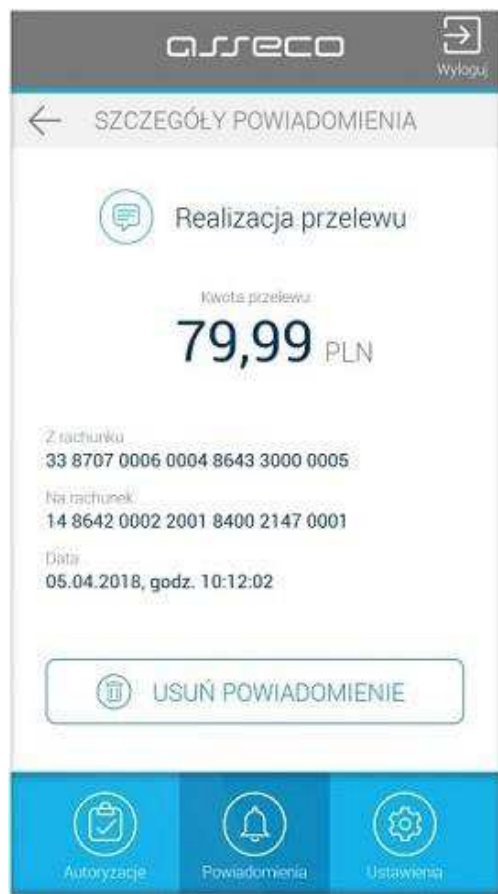 asseco
Wyloguj
SZCZEGÓŁY POWIADOMIENIA
Realizacja przelewu
Kwota przelewu
79,99 PLN
Z rachunku
33 8707 0006 0004 8643 3000 0005
Na rachunek
14 8642 0002 2001 8400 2147 0001
Data
05.04.2018, godz. 10:12:02
USUŃ POWIADOMIENIE
Autoryzacje
Powiadomienia
Ustawienia